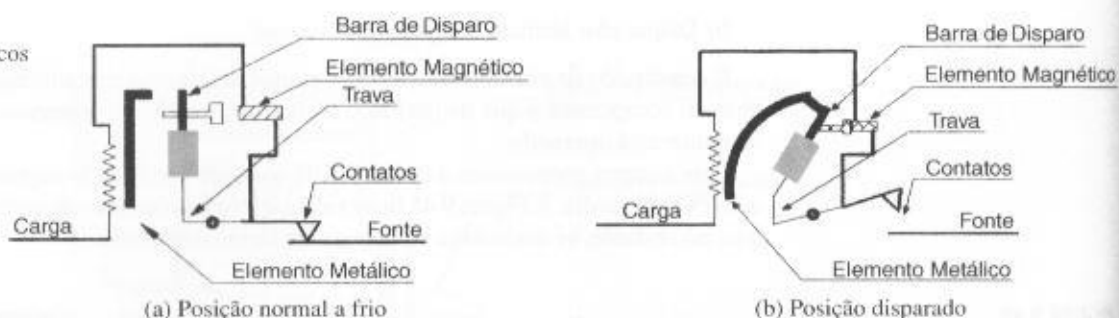 cos
Barra de Disparo
Elemento Magnético
Trava
Contatos
Carga
Fonte
Elemento Metálico
(a) Posição normal a frio
Barra de Disparo
Elemento Magnético
Trava
Contatos
Carga
Fonte
Elemento Metálico
(b) Posição disparado